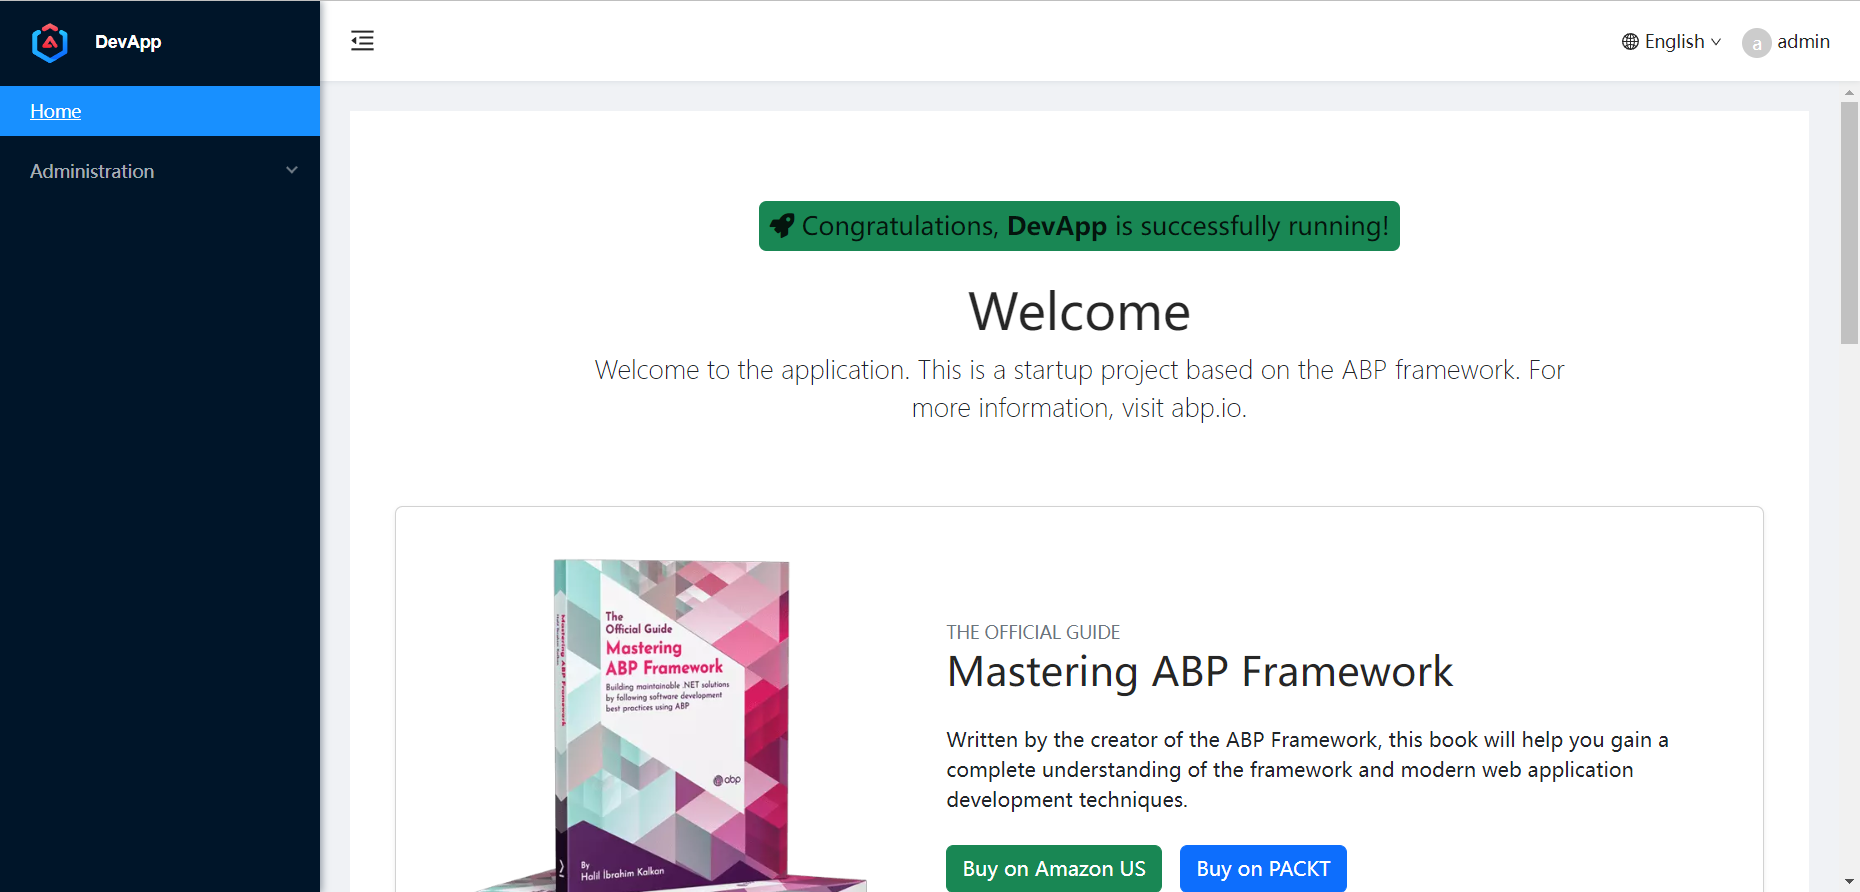 DevApp
English
a
admin
Home
Administration
Congratulations, DevApp is successfully running!
Welcome
Welcome to the application. This is a startup project based on the ABP framework. For
more information, visit abp.io.
The
Official Guide
Mastering
ABP Framework
Building maintainable .NET solutions
by following software development
best practices using ABP
abp
By
Halil İbrahim Kalkan
THE OFFICIAL GUIDE
Mastering ABP Framework
Written by the creator of the ABP Framework, this book will help you gain a
complete understanding of the framework and modern web application
development techniques.
Buy on Amazon US
Buy on PACKT